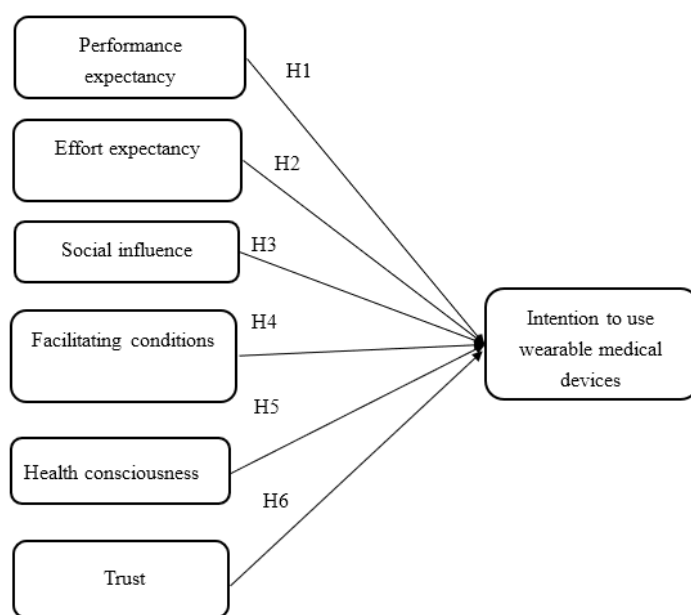 Performance
expectancy
H1
Effort expectancy
H2
Social influence
H3
Facilitating conditions
H4
Intention to use
wearable medical
devices
H5
Health consciousness
H6
Trust